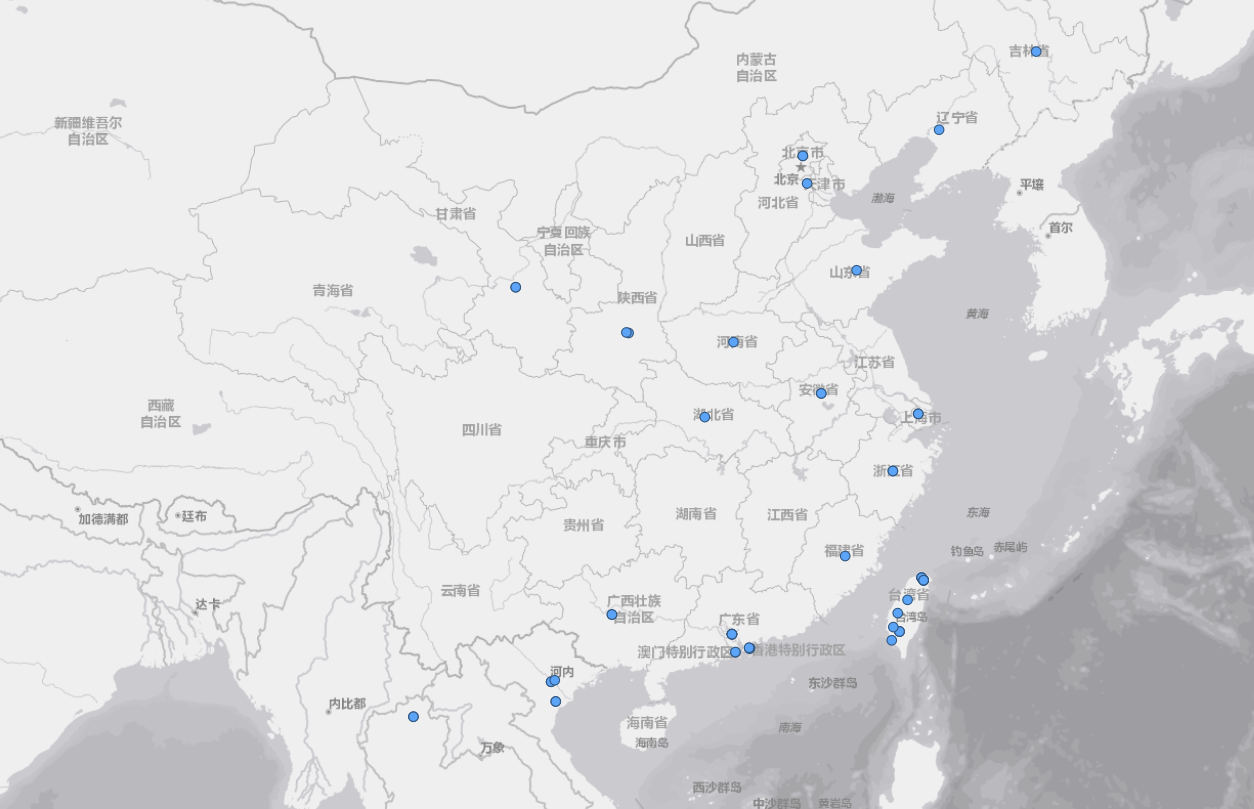 吉林省
内蒙古
自治区
辽宁省
新疆维吾尔
自治区
北京市
北京
天津市
平壤
河北省
渤海
甘肃省
首尔
宁夏回族
自治区
山西省
山东省
青海省
陕西省
黄海
河南省
江苏省
安徽省
西藏
自治区
湖北省
上海市
四川省
重庆市
浙江省
加德满都
廷布
湖南省
江西省
东海
贵州省
福建省
钓鱼岛
赤尾屿
云南省
台湾省
达卡
广西壮族
自治区
台湾岛
广东省
澳门特别行政区
香港特别行政区
河内
东沙群岛
内比都
海南省
南海
海南岛
万象
西沙群岛
中沙群岛
黄岩岛